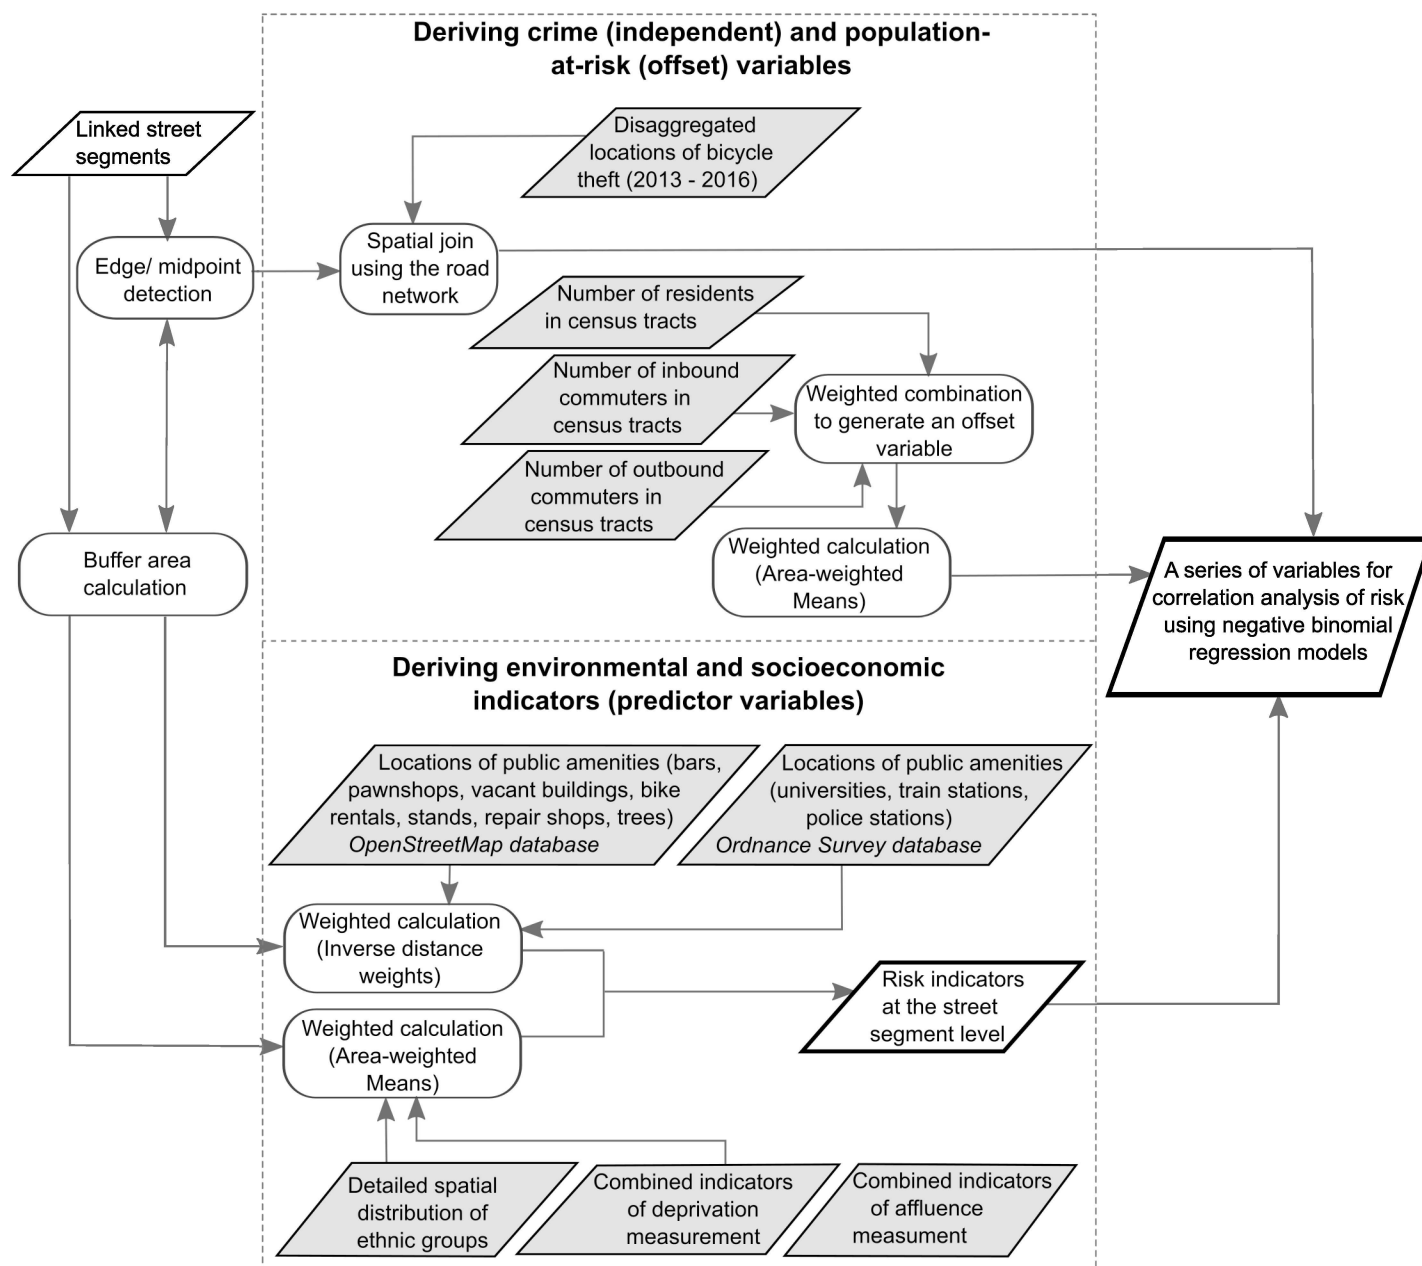 Deriving crime (independent) and population-
at-risk (offset) variables
Linked street
segments
Disaggregated
locations of bicycle
theft (2013 - 2016)
Edge/ midpoint
detection
Spatial join
using the road
network
Number of residents
in census tracts
Number of inbound
commuters in
census tracts
Weighted combination
to generate an offset
variable
Number of outbound
commuters in
census tracts
Buffer area
calculation
Weighted calculation
(Area-weighted
Means)
A series of variables for
correlation analysis of risk
using negative binomial
regression models
Deriving environmental and socioeconomic
indicators (predictor variables)
Locations of public amenities (bars,
pawnshops, vacant buildings, bike
rentals, stands, repair shops, trees)
OpenStreetMap database
Locations of public amenities
(universities, train stations,
police stations)
Ordnance Survey database
Weighted calculation
(Inverse distance
weights)
Risk indicators
at the street
segment level
Weighted calculation
(Area-weighted
Means)
Detailed spatial
distribution of
ethnic groups
Combined indicators
of deprivation
measurement
Combined indicators
of affluence
measument